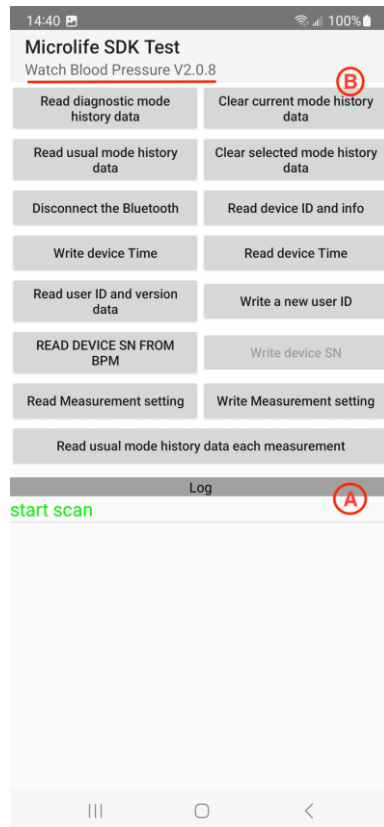 14:40 100%
Microlife SDK Test
Watch Blood Pressure V2.0.8
B
Read diagnostic mode
history data
Clear current mode history
data
Read usual mode history
data
Clear selected mode history
data
Disconnect the Bluetooth
Read device ID and info
Write device Time
Read device Time
Read user ID and version
data
Write a new user ID
READ DEVICE SN FROM
BPM
Write device SN
Read Measurement setting
Write Measurement setting
Read usual mode history data each measurement
Log
A
start scan